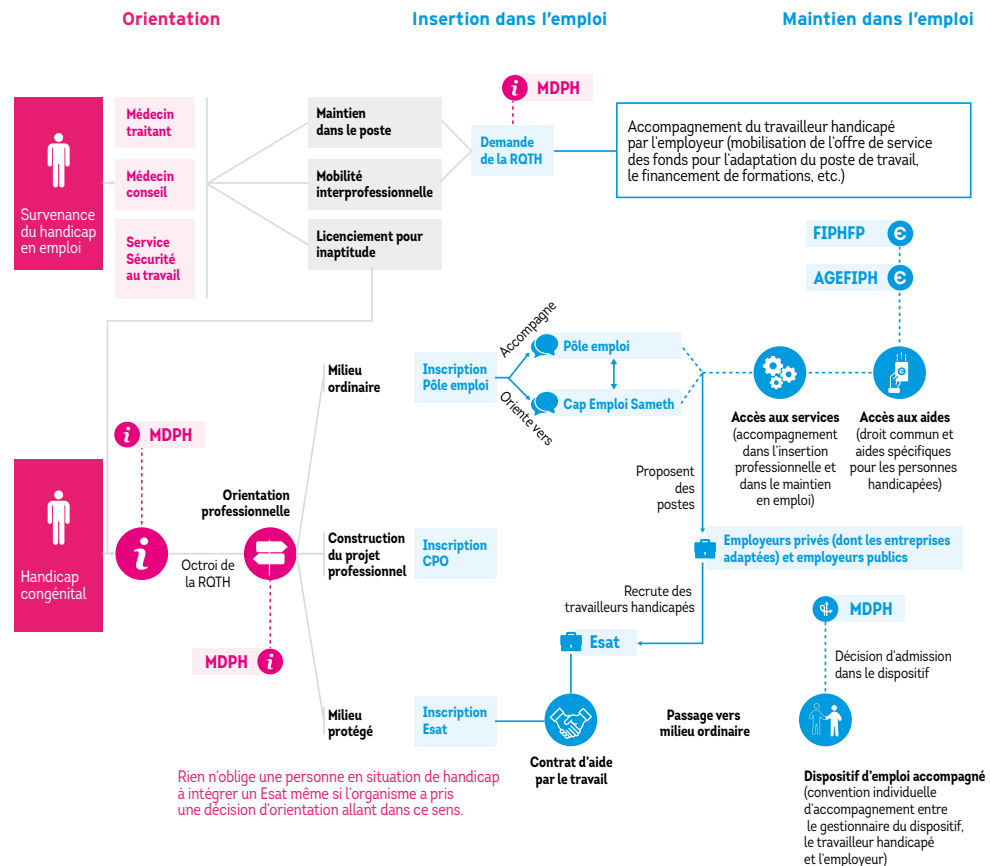 Orientation
Insertion dans l'emploi
Maintien dans l'emploi
Survenance
du handicap
en emploi
Médecin
traitant
Médecin
conseil
Service
Sécurité
au travail
Maintien
dans le poste
Mobilité
interprofessionnelle
Licenciement pour
inaptitude
i MDPH
Demande
de la RQTH
Accompagnement du travailleur handicapé
par l'employeur (mobilisation de l'offre de service
des fonds pour l'adaptation du poste de travail,
le financement de formations, etc.)
FIPHFP €
AGEFIPH €
Milieu
ordinaire
Inscription
Pôle emploi
Accompagne
Oriente vers
Pôle emploi
Cap Emploi Sameth
Accès aux services
(accompagnement
dans l'insertion
professionnelle et
dans le maintien
en emploi)
Accès aux aides
(droit commun et
aides spécifiques
pour les personnes
handicapées)
Proposent
des
postes
i MDPH
Handicap
congénital
i
Octroi de
la RQTH
Orientation
professionnelle
MDPH i
Construction
du projet
professionnel
Inscription
CPO
Employeurs privés (dont les entreprises
adaptées) et employeurs publics
Recrute des
travailleurs handicapés
Esat
MDPH
Décision d'admission
dans le dispositif
Milieu
protégé
Inscription
Esat
Contrat d'aide
par le travail
Passage vers
milieu ordinaire
Dispositif d'emploi accompagné
(convention individuelle
d'accompagnement entre
le gestionnaire du dispositif,
le travailleur handicapé
et l'employeur)
Rien n'oblige une personne en situation de handicap
à intégrer un Esat même si l'organisme a pris
une décision d'orientation allant dans ce sens.